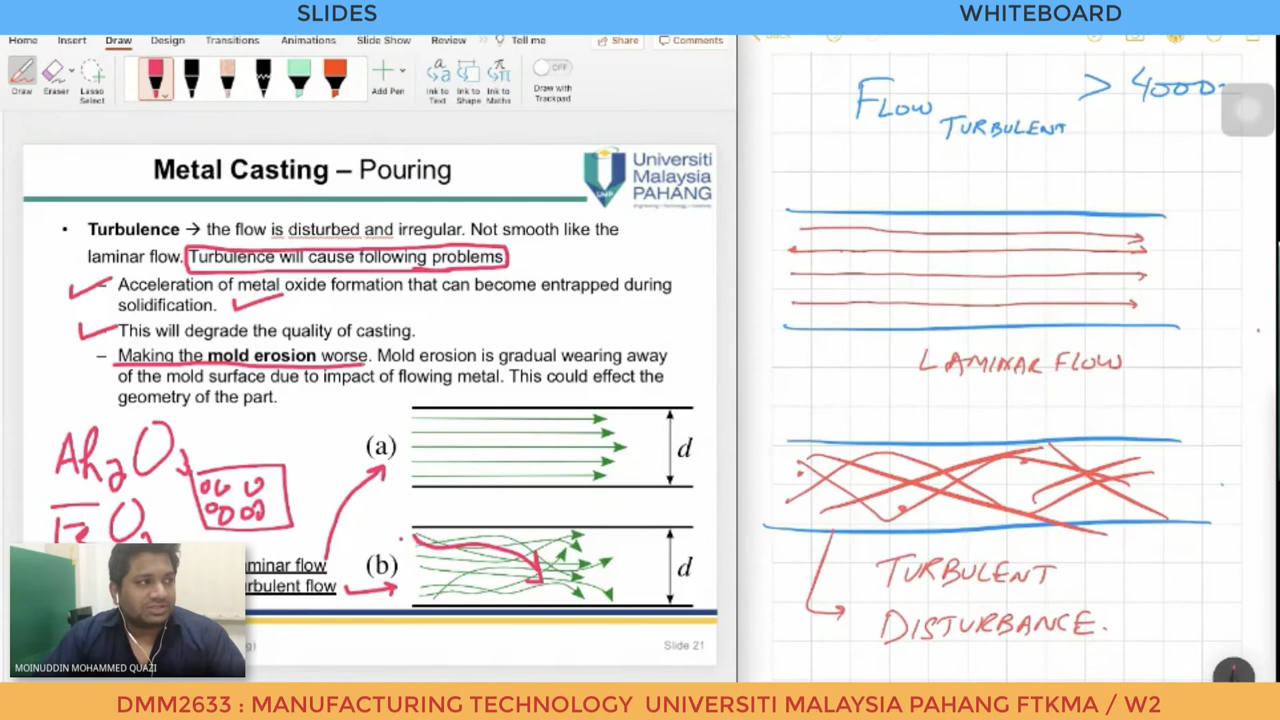 SLIDES
WHITEBOARD
Home Insert Draw Design Transitions Animations Slide Show Review Tell me Share Comments
Draw Eraser Lasso Select Add Pen Ink to Text Ink to Shape Ink to Maths OFF Draw with Trackpad
Metal Casting – Pouring
Universiti
Malaysia
PAHANG
UMP
• Turbulence → the flow is disturbed and irregular. Not smooth like the
laminar flow. Turbulence will cause following problems
– Acceleration of metal oxide formation that can become entrapped during
solidification.
– This will degrade the quality of casting.
– Making the mold erosion worse. Mold erosion is gradual wearing away
of the mold surface due to impact of flowing metal. This could effect the
geometry of the part.
(a)
d
(b)
d
minar flow
rbulent flow
Slide 21
MOINUDDIN MOHAMMED QUAZI
FLOW TURBULENT > 4000
LAMINAR FLOW
TURBULENT
DISTURBANCE.
DMM2633 : MANUFACTURING TECHNOLOGY UNIVERSITI MALAYSIA PAHANG FTKMA / W2